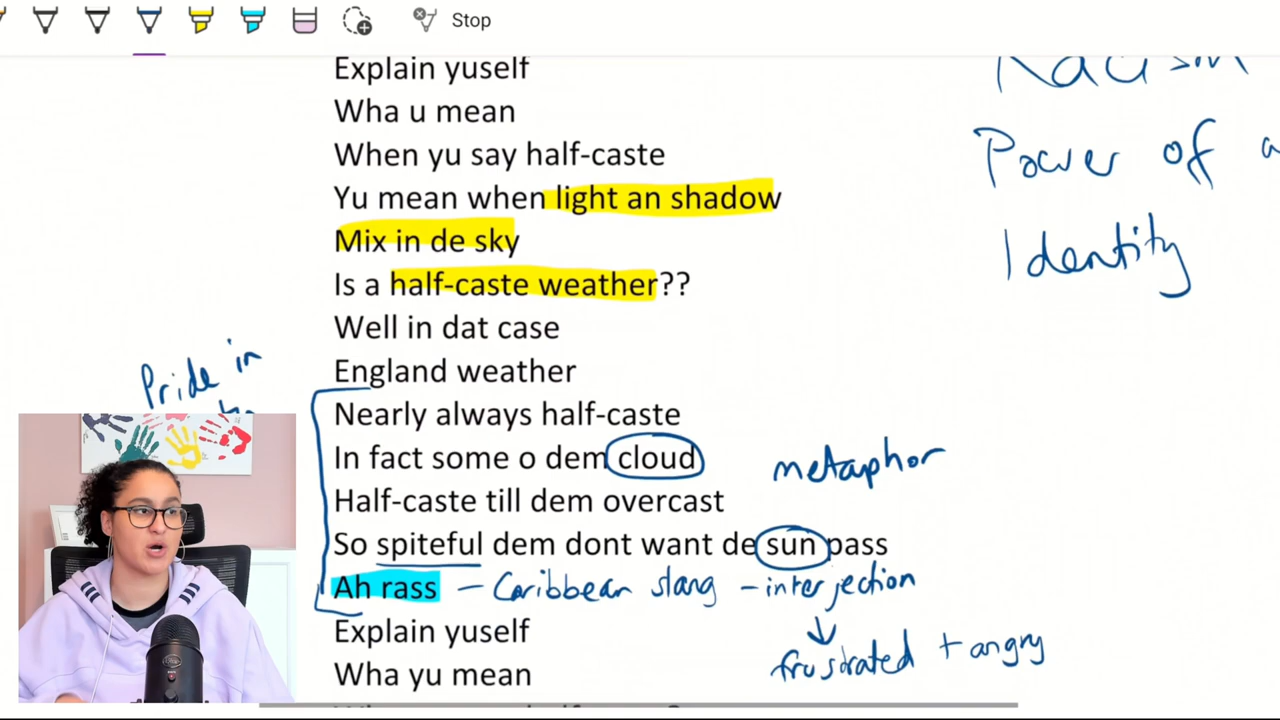 Stop
Explain yuself
Wha u mean
When yu say half-caste
Yu mean when light an shadow
Mix in de sky
Is a half-caste weather??
Well in dat case
England weather
Nearly always half-caste
In fact some o dem cloud
Half-caste till dem overcast
So spiteful dem dont want de sun pass
Ah rass – Caribbean slang – interjection
frustrated + angry
Explain yuself
Wha yu mean
metaphor
Pride in
Racism
Power of a
Identity